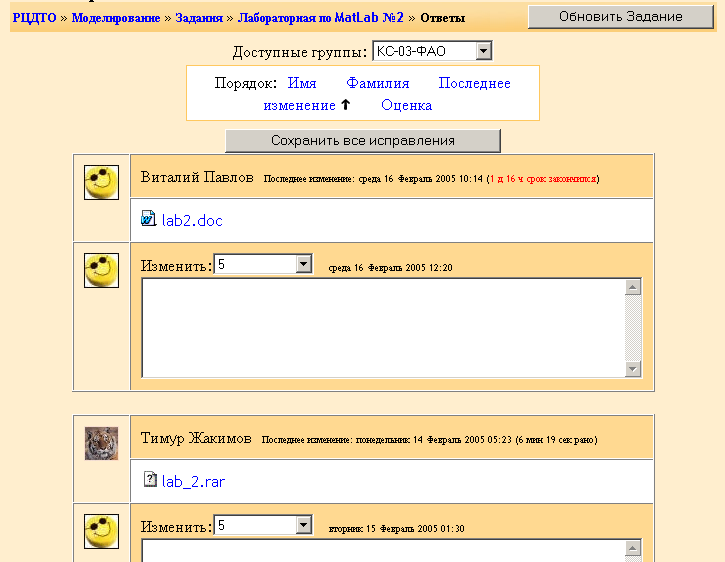 РЦДТО » Моделирование » Задания » Лабораторная по MatLab №2 » Ответы
Обновить Задание
Доступные группы: КС-03-ФАО
Порядок: Имя Фамилия Последнее
изменение ↑ Оценка
Сохранить все исправления
Виталий Павлов Последнее изменение: среда 16 Февраль 2005 10:14 (1 д 16 ч срок закончился)
lab2.doc
Изменить: 5 среда 16 Февраль 2005 12:20
Тимур Жакимов Последнее изменение: понедельник 14 Февраль 2005 05:23 (6 мин 19 сек рано)
lab_2.rar
Изменить: 5 вторник 15 Февраль 2005 01:30